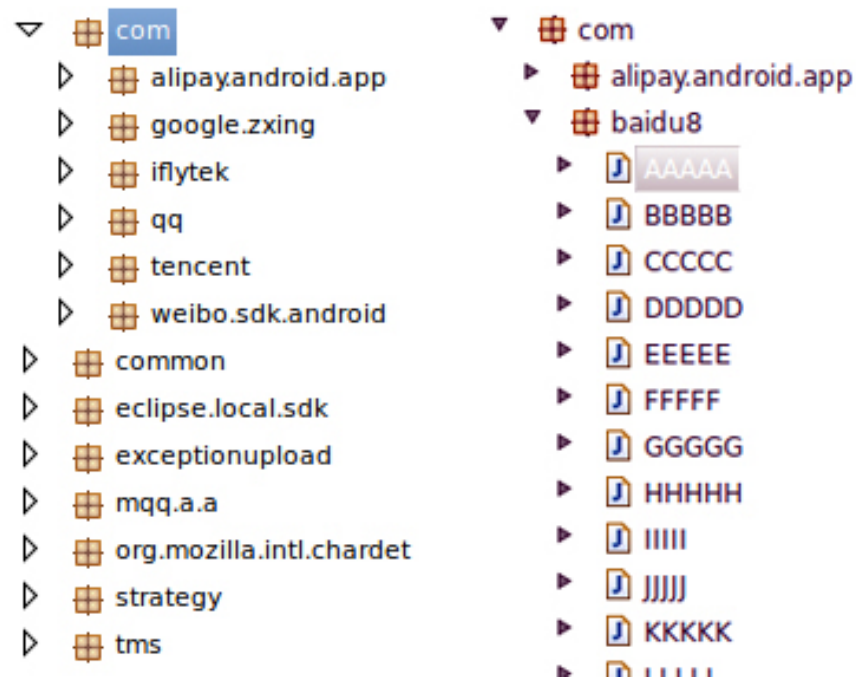 com
alipay.android.app
google.zxing
iflytek
qq
tencent
weibo.sdk.android
common
eclipse.local.sdk
exceptionupload
mqq.a.a
org.mozilla.intl.chardet
strategy
tms
com
alipay.android.app
baidu8
AAAAA
BBBBB
CCCCC
DDDDD
EEEEE
FFFFF
GGGGG
HHHHH
IIIII
JJJJJ
KKKKK